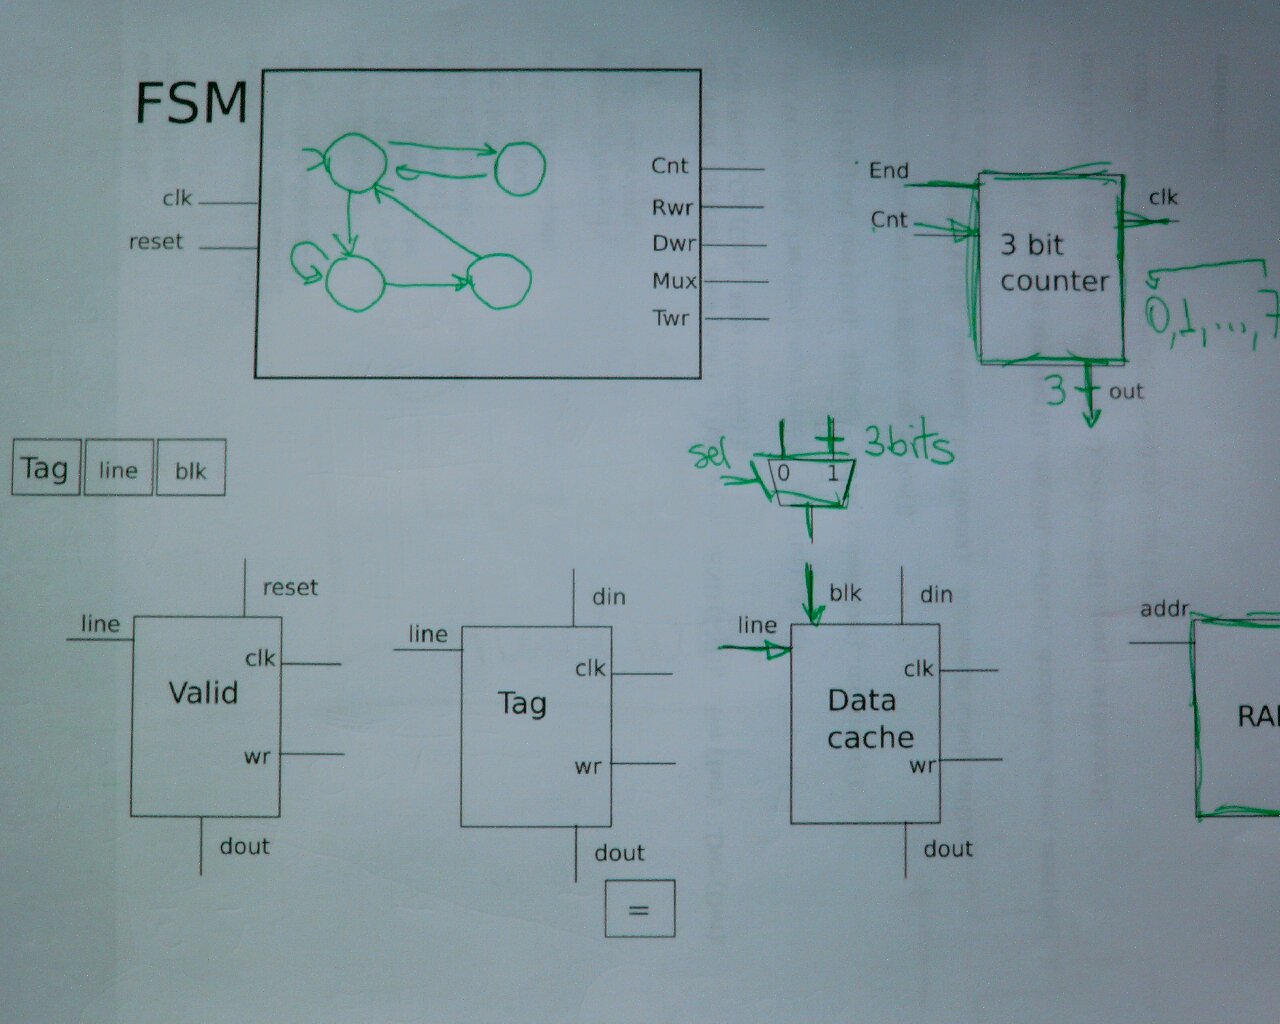 FSM
clk
reset
Cnt
Rwr
Dwr
Mux
Twr
End
Cnt
clk
3 bit
counter
0,1,...,7
3
out
Tag line blk
sel
0 1
3bits
reset
line
clk
Valid
wr
dout
din
line
clk
Tag
wr
dout
=
blk
din
line
clk
Data
cache
wr
dout
addr